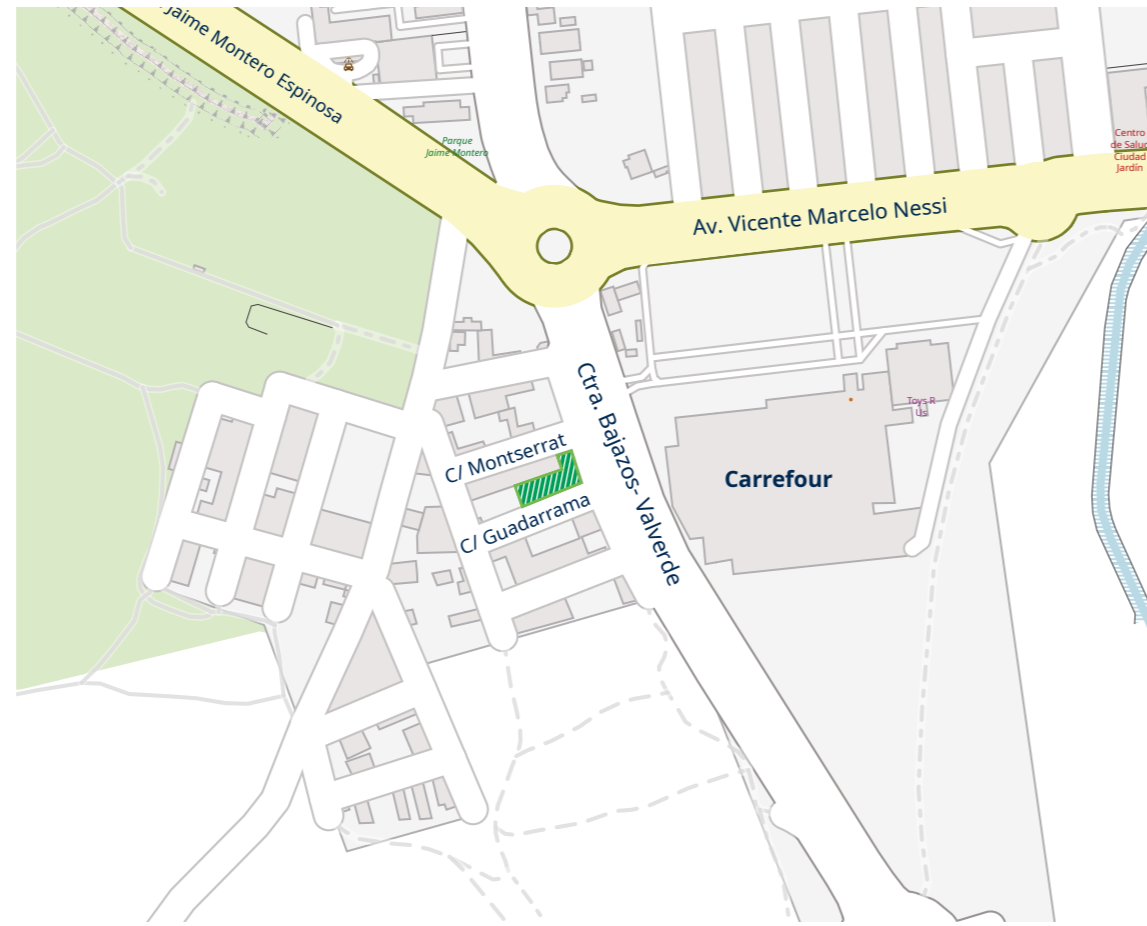 Jaime Montero Espinosa
Parque
Jaime Montero
Centro
de Salud
Ciudad
Jardín
Av. Vicente Marcelo Nessi
Ctra. Bajazos- Valverde
Toys R
Us
C/ Montserrat
Carrefour
C/ Guadarrama